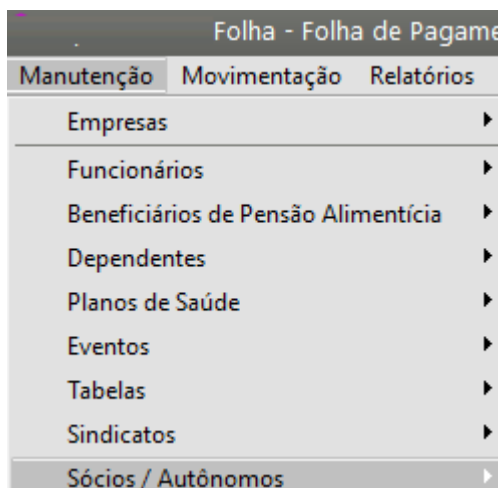 Folha - Folha de Pagame
Manutenção Movimentação Relatórios
Empresas
Funcionários
Beneficiários de Pensão Alimentícia
Dependentes
Planos de Saúde
Eventos
Tabelas
Sindicatos
Sócios / Autônomos